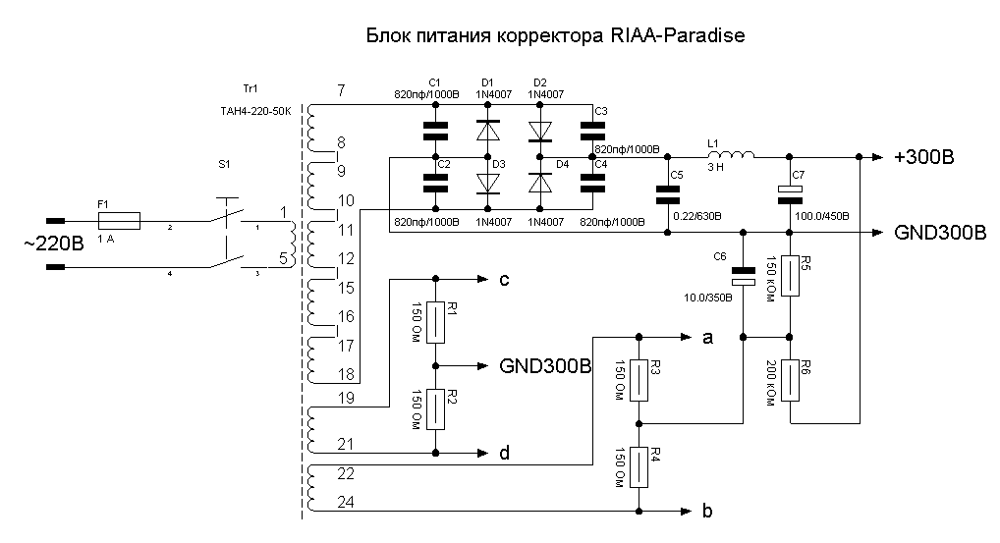 Блок питания корректора RIAA-Paradise
Tr1
ТАН4-220-50К
7
8
9
10
11
12
15
16
17
18
19
21
22
24
C1
820пф/1000В
D1
1N4007
D2
1N4007
C3
820пф/1000В
C2
820пф/1000В
D3
1N4007
D4
1N4007
C4
820пф/1000В
L1
3 Н
+300В
C5
0.22/630В
C7
100.0/450В
GND300В
S1
F1
1 А
2
1
1
~220В
5
4
3
C6
10.0/350В
R5
150 кОм
R6
200 кОм
c
R1
150 Ом
GND300В
R2
150 Ом
d
a
R3
150 Ом
R4
150 Ом
b